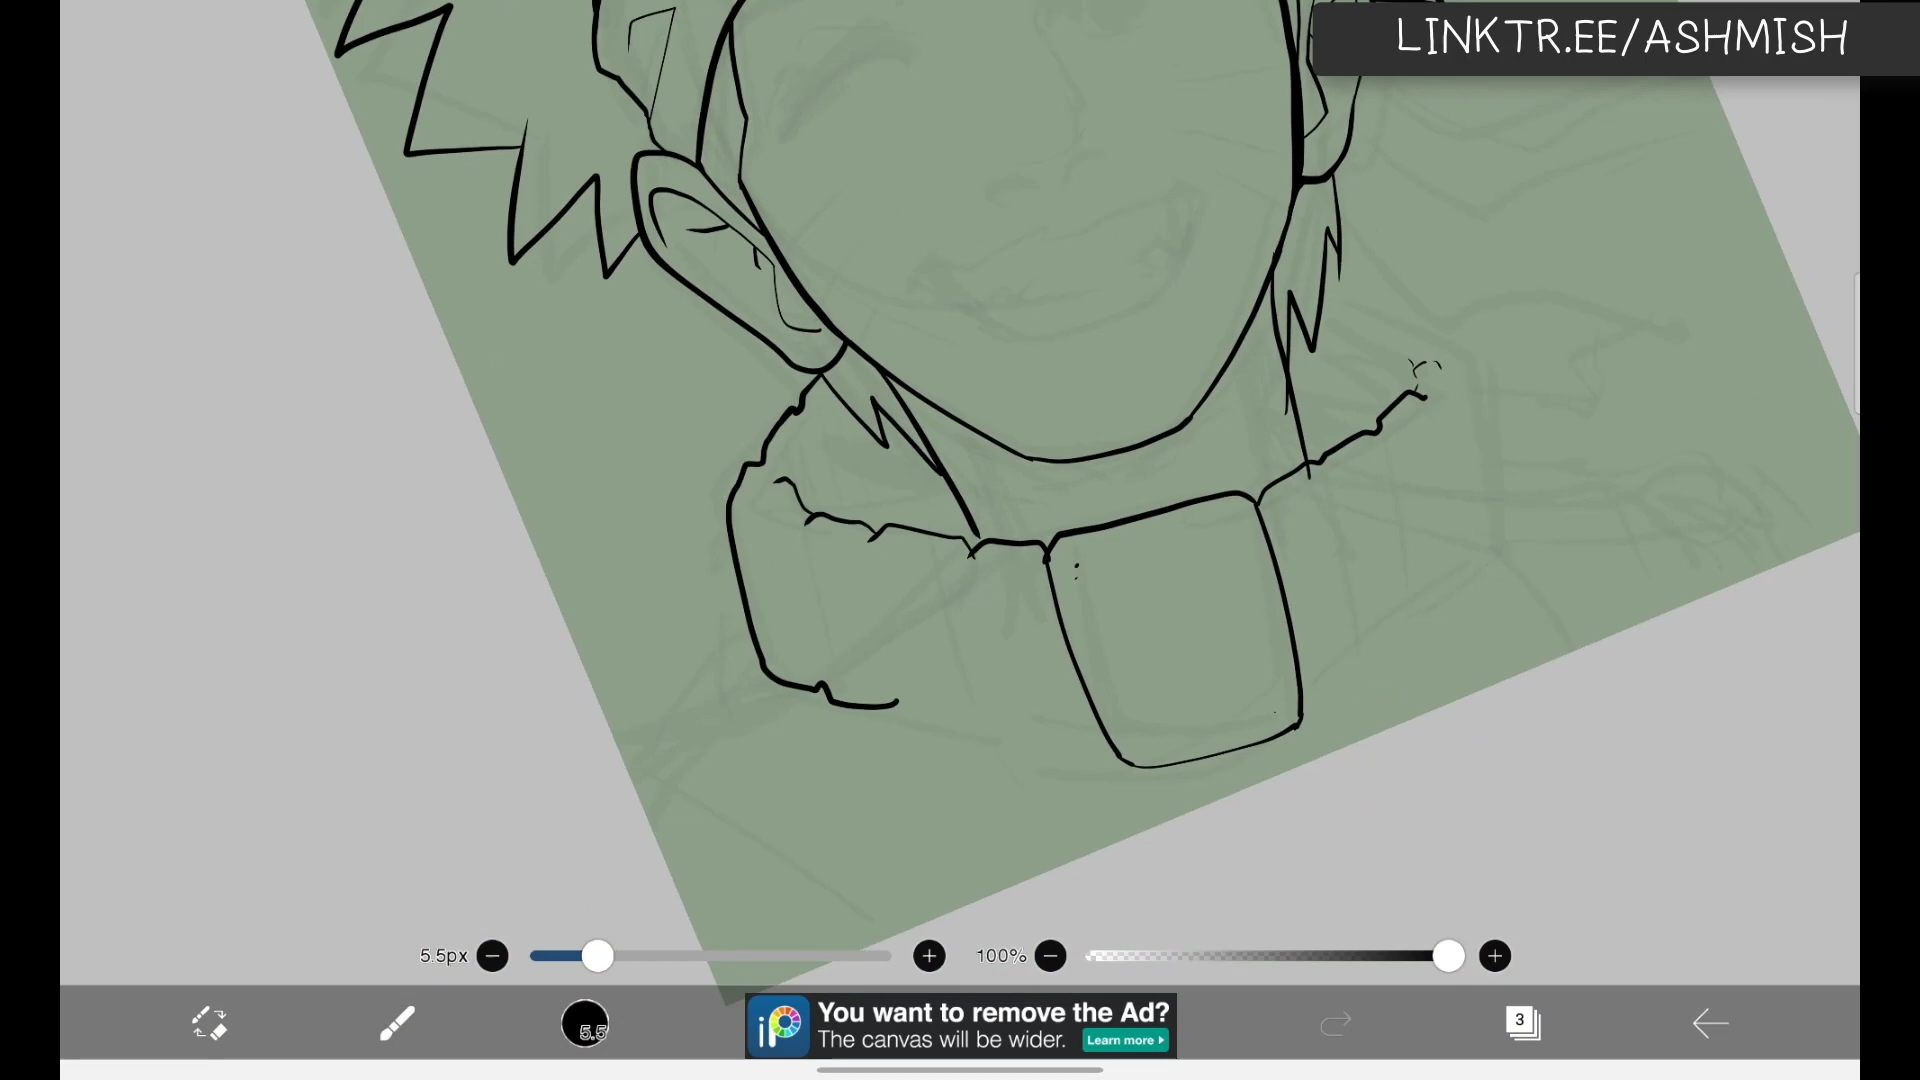 LINKTR.EE/ASHMISH
5.5px
100%
5.5
iP
You want to remove the Ad?
The canvas will be wider.
Learn more
3